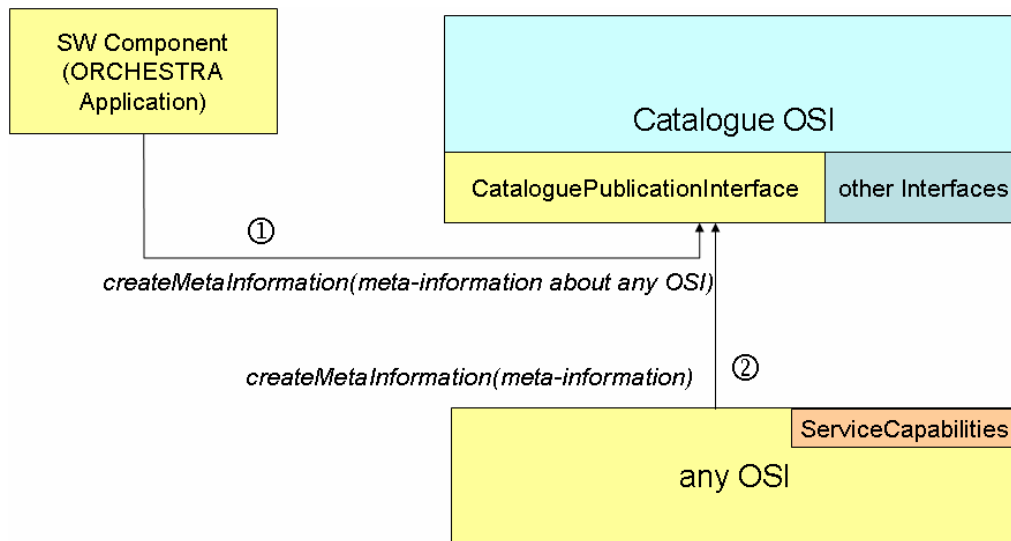 SW Component
(ORCHESTRA
Application)
Catalogue OSI
CataloguePublicationInterface
other Interfaces
①
createMetaInformation(meta-information about any OSI)
createMetaInformation(meta-information)
②
ServiceCapabilities
any OSI